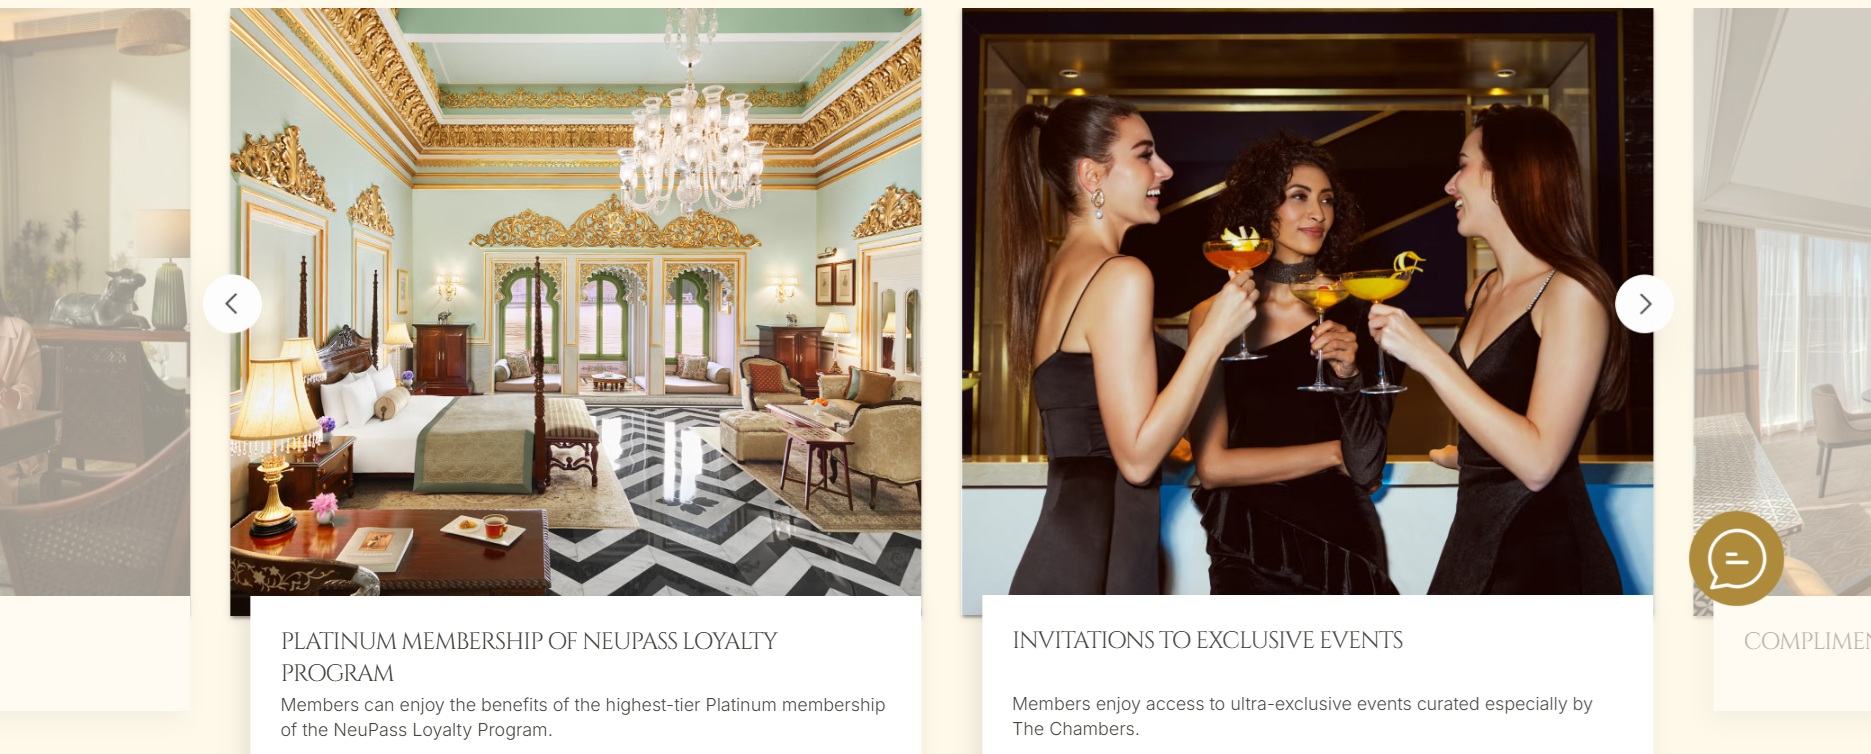 PLATINUM MEMBERSHIP OF NEUPASS LOYALTY
PROGRAM
Members can enjoy the benefits of the highest-tier Platinum membership
of the NeuPass Loyalty Program.
INVITATIONS TO EXCLUSIVE EVENTS
Members enjoy access to ultra-exclusive events curated especially by
The Chambers.
COMPLIMEN